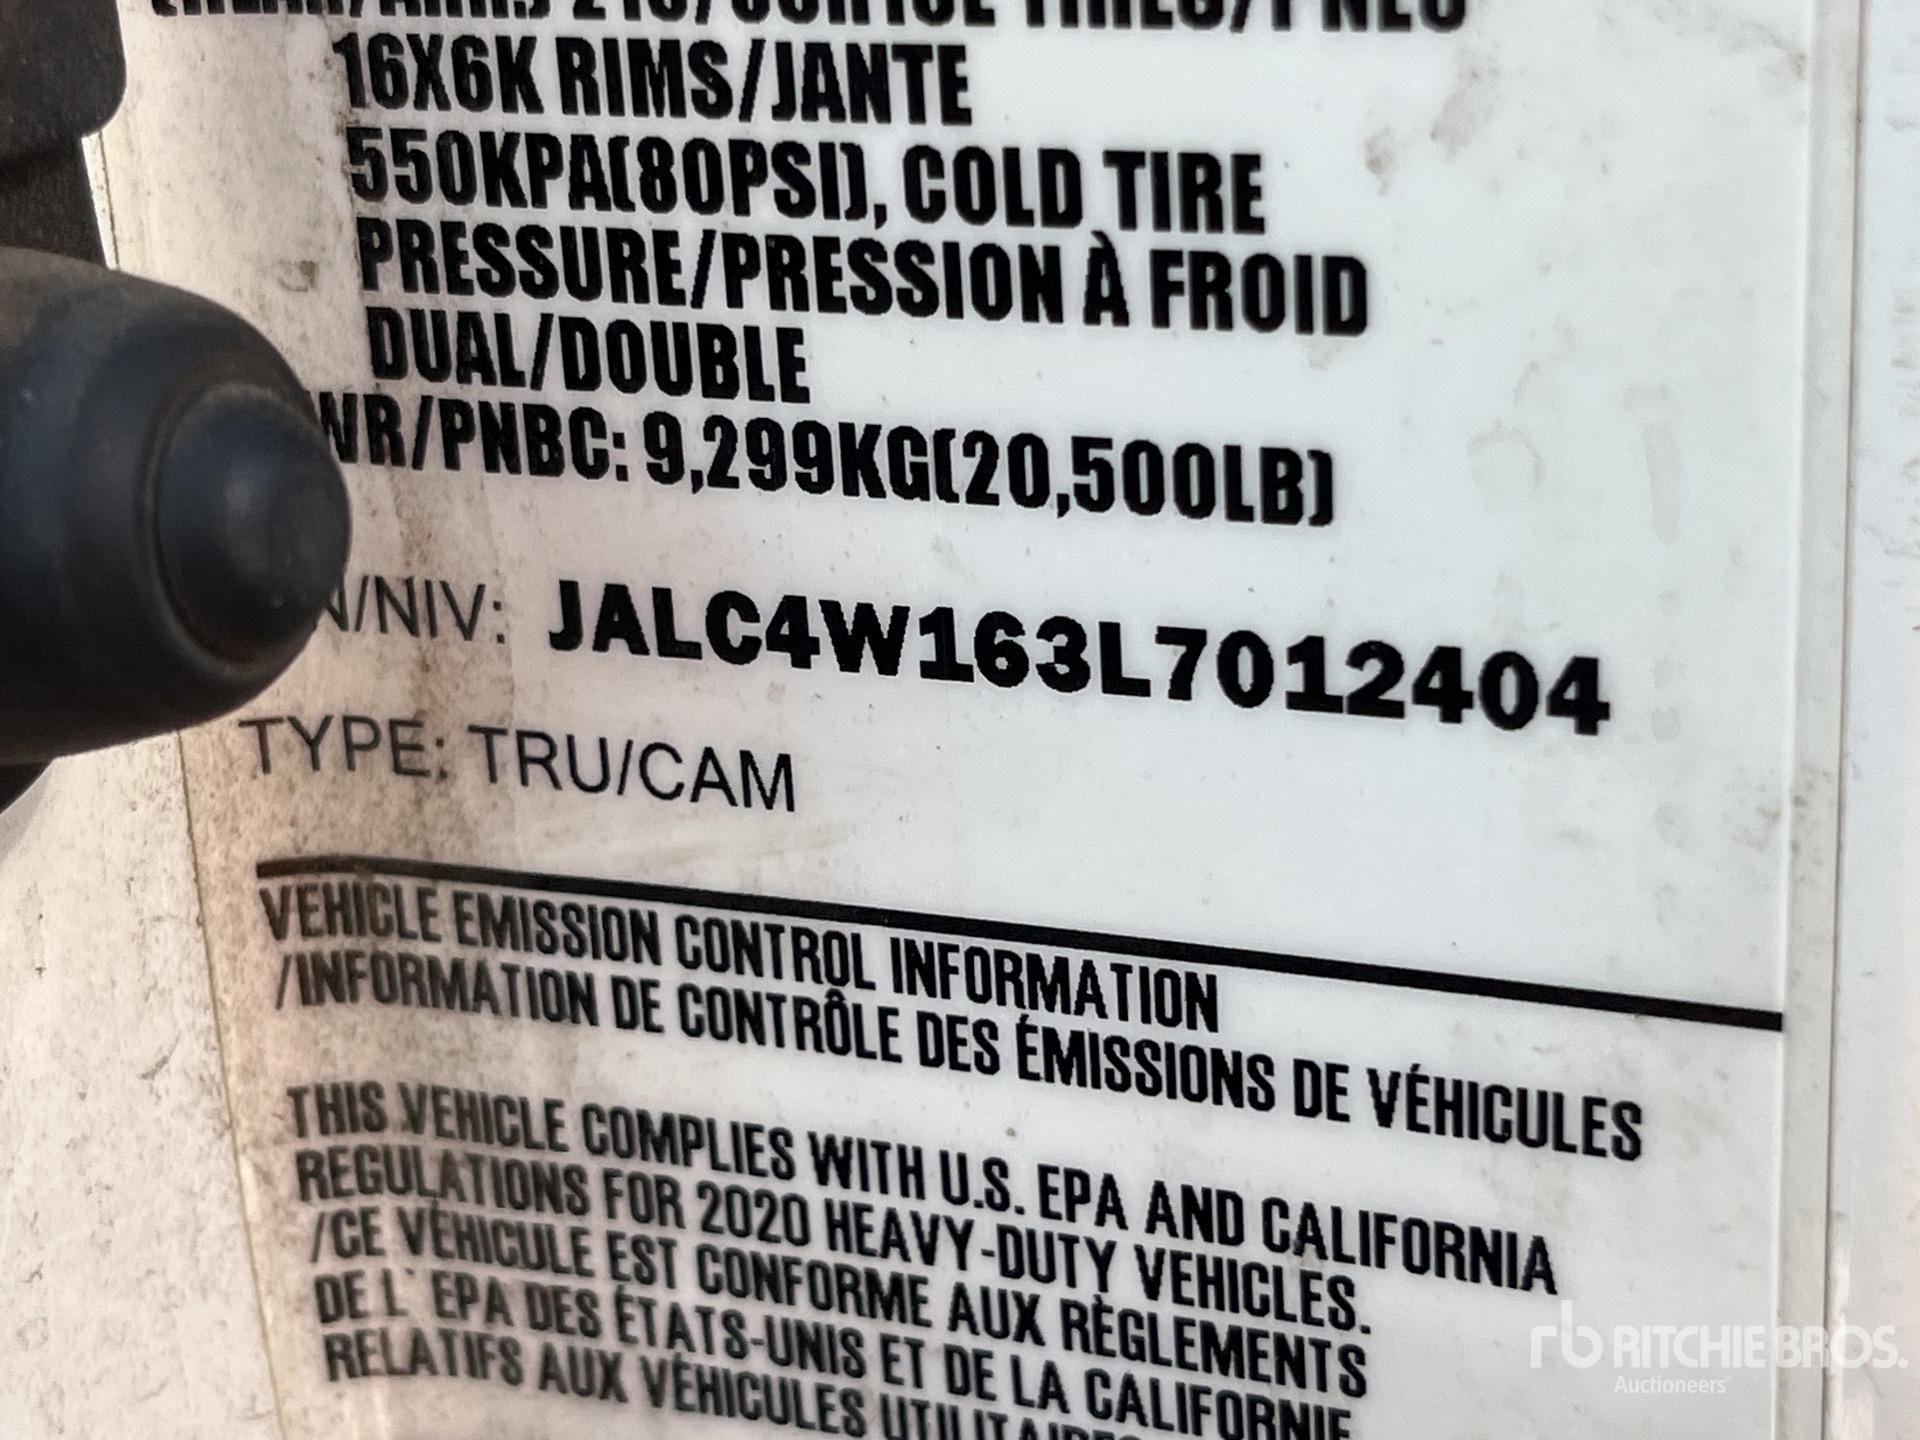 16X6K RIMS/JANTE
550KPA(80PSI), COLD TIRE
PRESSURE/PRESSION À FROID
DUAL/DOUBLE
WR/PNBC: 9,299KG(20,500LB)
N/NIV: JALC4W163L7012404
TYPE: TRU/CAM
VEHICLE EMISSION CONTROL INFORMATION
/INFORMATION DE CONTRÔLE DES ÉMISSIONS DE VÉHICULES
THIS VEHICLE COMPLIES WITH U.S. EPA AND CALIFORNIA
REGULATIONS FOR 2020 HEAVY-DUTY VEHICLES.
/CE VÉHICULE EST CONFORME AUX RÈGLEMENTS
DE L'EPA DES ÉTATS-UNIS ET DE LA CALIFORNIE
RELATIFS AUX VÉHICULES UTILITAIRES
rb RITCHIE BROS.
Auctioneers